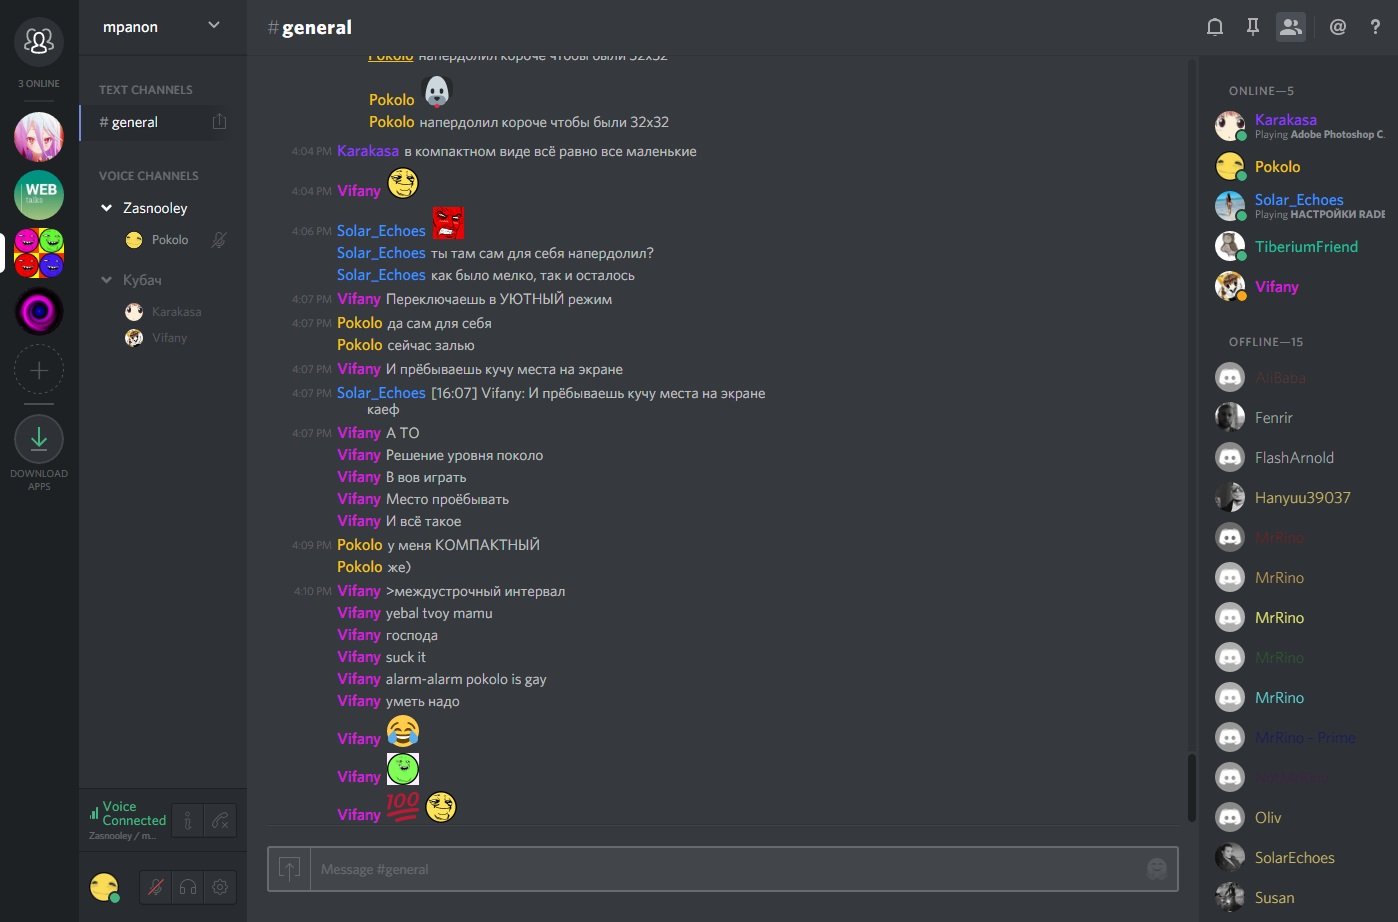 3 ONLINE
WEB
talks
DOWNLOAD
APPS
mpanon
TEXT CHANNELS
#general
VOICE CHANNELS
Zasnooley
Pokolo
Кубач
Karakasa
Vifany
Voice
Connected
Zasnooley / m...
#general
Pokolo напердолил короче чтобы были 32x32
Pokolo
Pokolo напердолил короче чтобы были 32x32
4:04 PM Karakasa в компактном виде всё равно все маленькие
4:04 PM Vifany
4:06 PM Solar_Echoes
Solar_Echoes ты там сам для себя напердолил?
Solar_Echoes как было мелко, так и осталось
4:07 PM Vifany Переключаешь в УЮТНЫЙ режим
4:07 PM Pokolo да сам для себя
Pokolo сейчас залью
4:07 PM Vifany И прёбываешь кучу места на экране
4:07 PM Solar_Echoes [16:07] Vifany: И прёбываешь кучу места на экране
каеф
4:07 PM Vifany А ТО
Vifany Решение уровня поколо
Vifany В вов играть
Vifany Место проёбывать
Vifany И всё такое
4:09 PM Pokolo у меня КОМПАКТНЫЙ
Pokolo же)
4:10 PM Vifany >междустрочный интервал
Vifany yebal tvoy mamu
Vifany господа
Vifany suck it
Vifany alarm-alarm pokolo is gay
Vifany уметь надо
Vifany
Vifany
Vifany 100
Message #general
@
?
ONLINE—5
Karakasa
Playing Adobe Photoshop C.
Pokolo
Solar_Echoes
Playing НАСТРОЙКИ RADE
TiberiumFriend
Vifany
OFFLINE—15
AliBaba
Fenrir
FlashArnold
Hanyuu39037
MrRino
MrRino
MrRino
MrRino
MrRino
MrRino - Prime
NotMrRino
Oliv
SolarEchoes
Susan